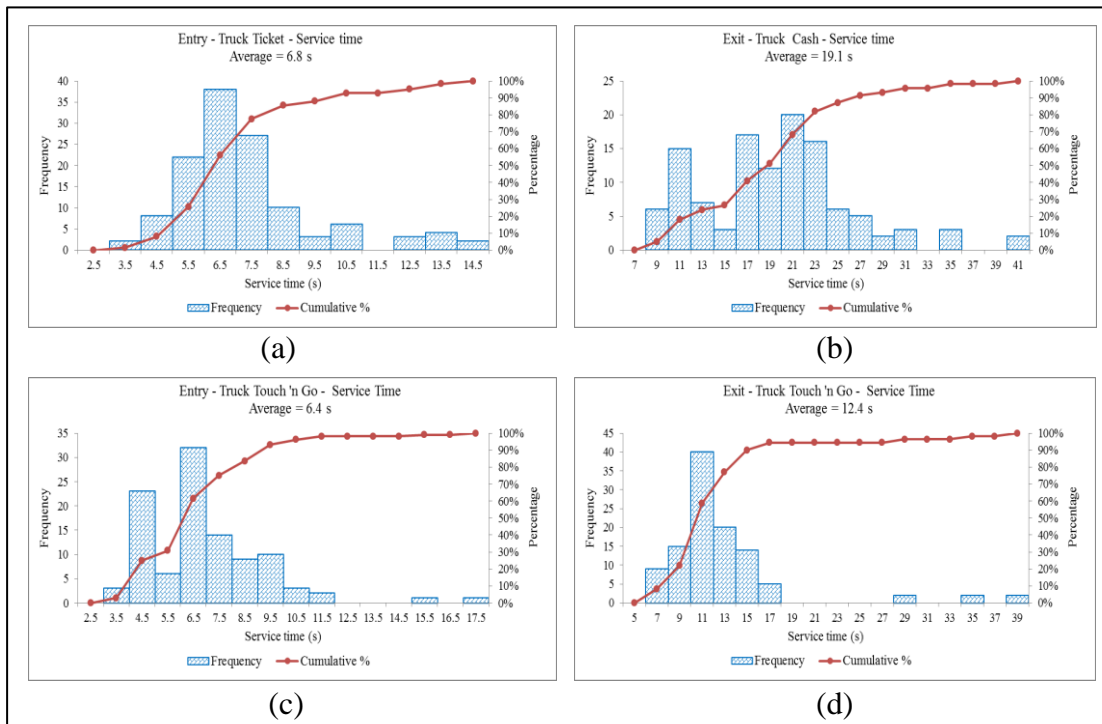 Entry - Truck Ticket - Service time
Average = 6.8 s
Frequency
40
35
30
25
20
15
10
5
0
100%
90%
80%
70%
60%
50%
40%
30%
20%
10%
0%
Percentage
2.5 3.5 4.5 5.5 6.5 7.5 8.5 9.5 10.5 11.5 12.5 13.5 14.5
Service time (s)
Frequency Cumulative %
(a)
Exit - Truck Cash - Service time
Average = 19.1 s
Frequency
25
20
15
10
5
0
100%
90%
80%
70%
60%
50%
40%
30%
20%
10%
0%
Percentage
7 9 11 13 15 17 19 21 23 25 27 29 31 33 35 37 39 41
Service time (s)
Frequency Cumulative %
(b)
Entry - Truck Touch 'n Go - Service Time
Average = 6.4 s
Frequency
35
30
25
20
15
10
5
0
100%
90%
80%
70%
60%
50%
40%
30%
20%
10%
0%
Percentage
2.5 3.5 4.5 5.5 6.5 7.5 8.5 9.5 10.5 11.5 12.5 13.5 14.5 15.5 16.5 17.5
Service time (s)
Frequency Cumulative %
(c)
Exit - Truck Touch 'n Go - Service Time
Average = 12.4 s
Frequency
45
40
35
30
25
20
15
10
5
0
100%
90%
80%
70%
60%
50%
40%
30%
20%
10%
0%
Percentage
5 7 9 11 13 15 17 19 21 23 25 27 29 31 33 35 37 39
Service time (s)
Frequency Cumulative %
(d)